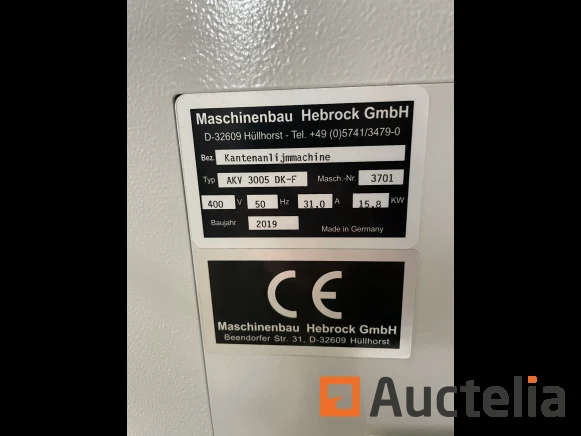 Maschinenbau Hebrock GmbH
D-32609 Hüllhorst - Tel. +49 (0)5741/3479-0
Bez. Kantenanlijmmachine
Typ AKV 3005 DK-F Masch.-Nr. 3701
400 V 50 Hz 31.0 A 15.8 KW
Baujahr 2019 Made in Germany
CE
Maschinenbau Hebrock GmbH
Beendorfer Str. 31, D-32609 Hüllhorst
Auctelia